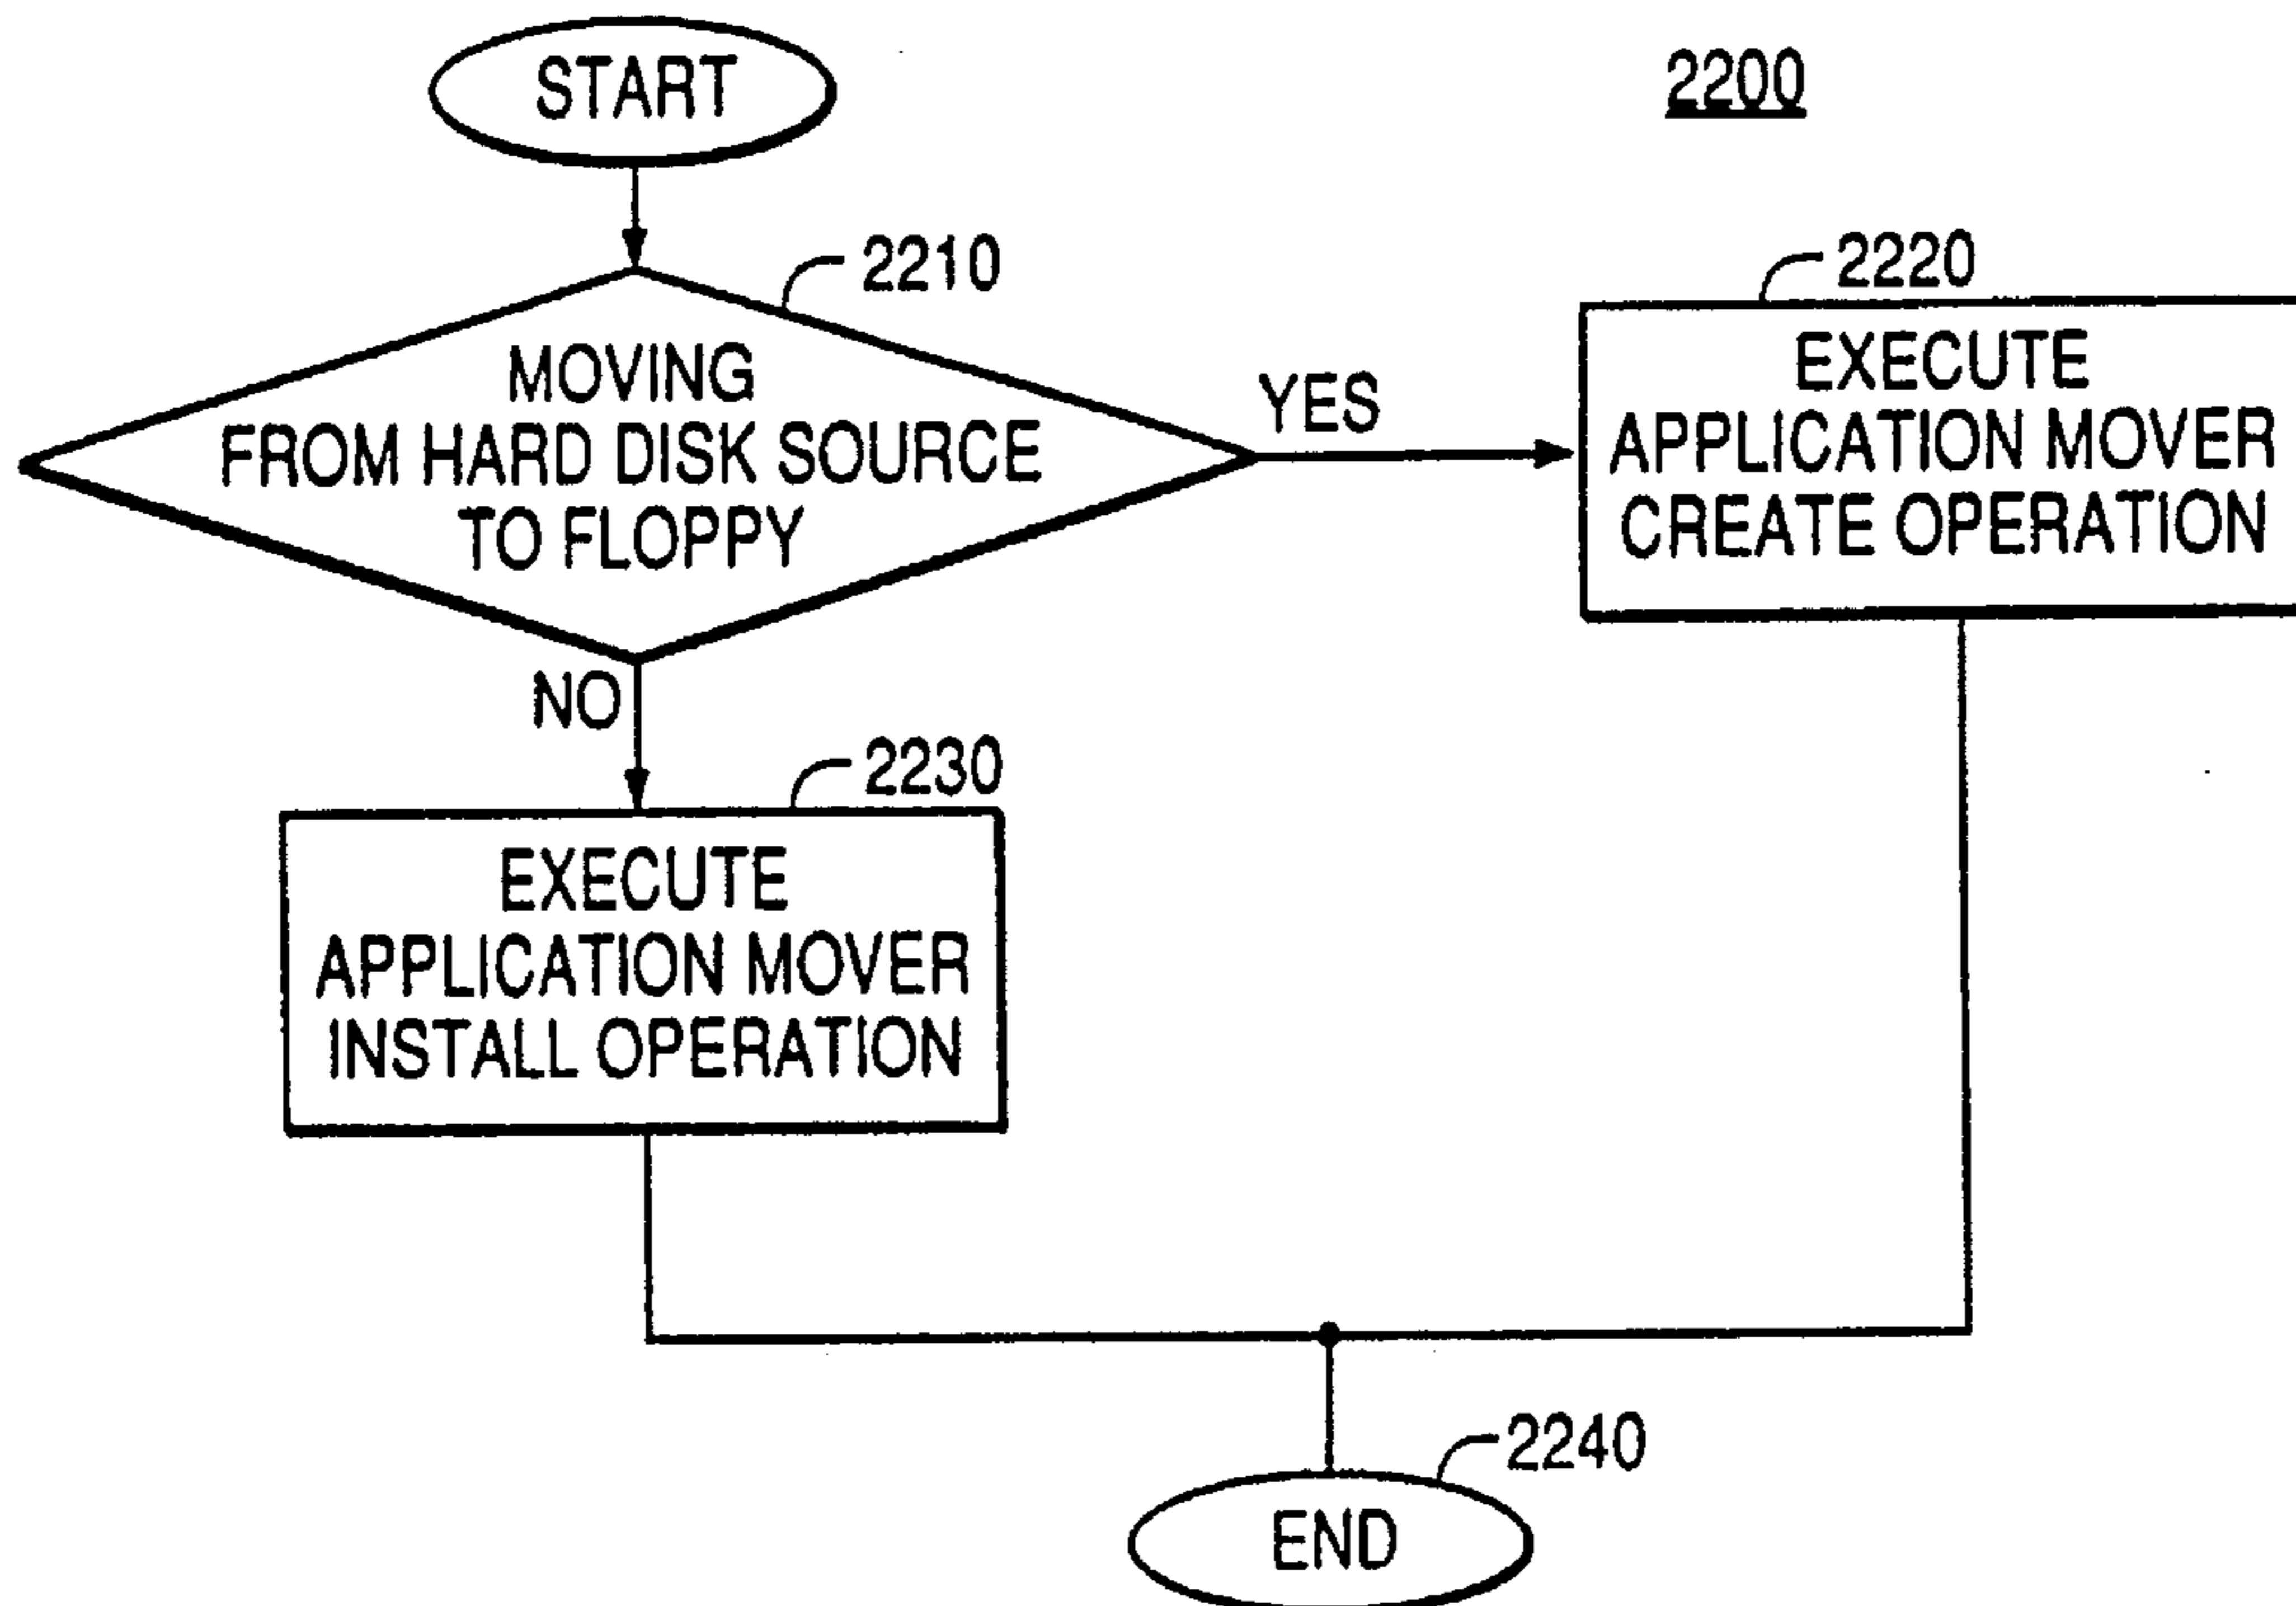 START
2200
2210
MOVING
FROM HARD DISK SOURCE
TO FLOPPY
YES
2220
EXECUTE
APPLICATION MOVER
CREATE OPERATION
NO
2230
EXECUTE
APPLICATION MOVER
INSTALL OPERATION
2240
END